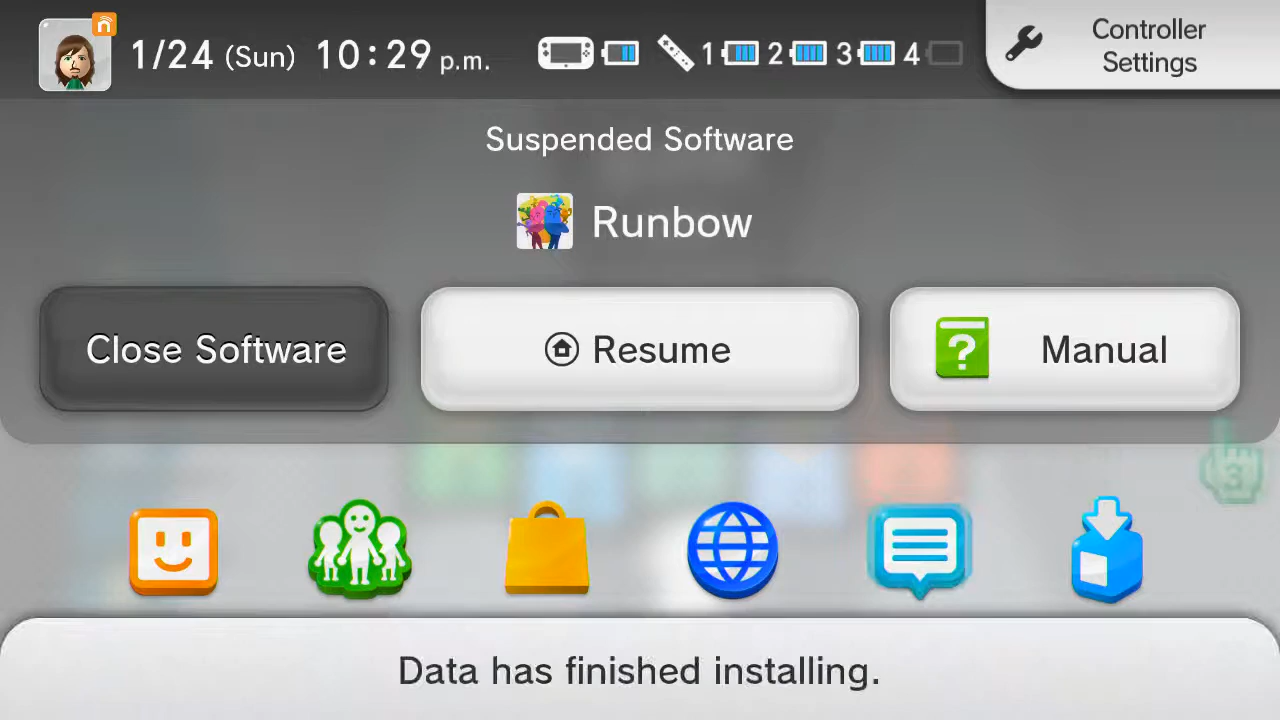 1/24 (Sun) 10:29 p.m. 1 2 3 4
Controller
Settings
Suspended Software
Runbow
Close Software
Resume
? Manual
3
Data has finished installing.